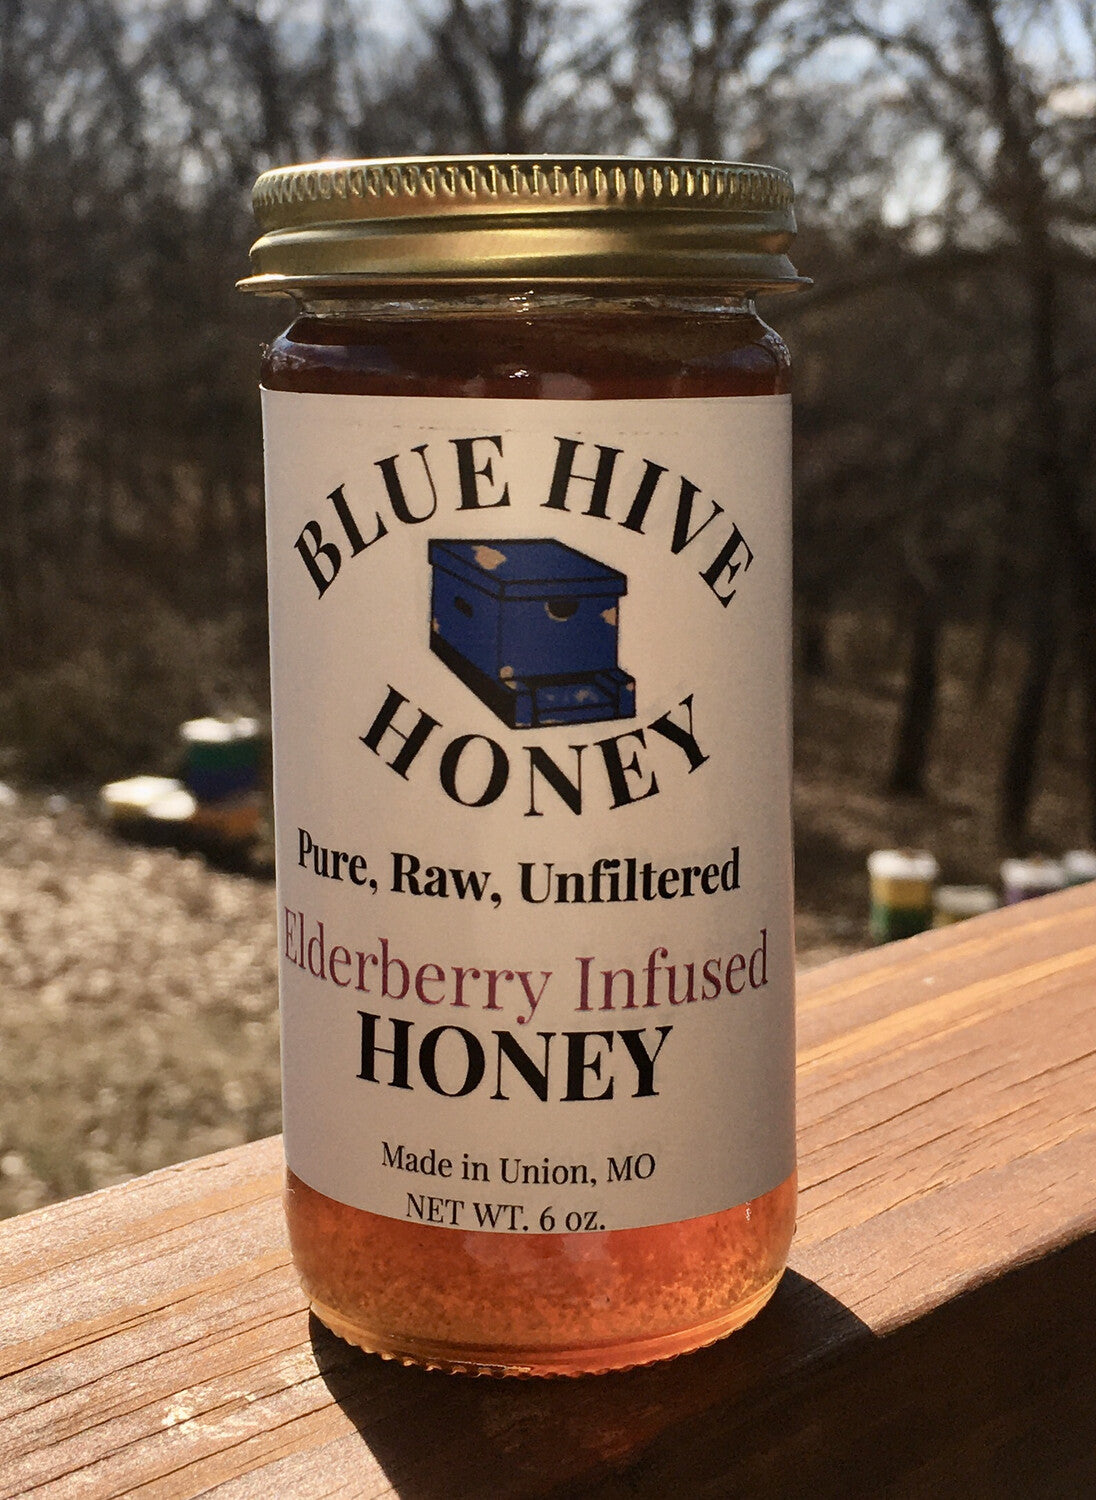 BLUE HIVE
HONEY
Pure, Raw, Unfiltered
Elderberry Infused
HONEY
Made in Union, MO
NET WT. 6 oz.